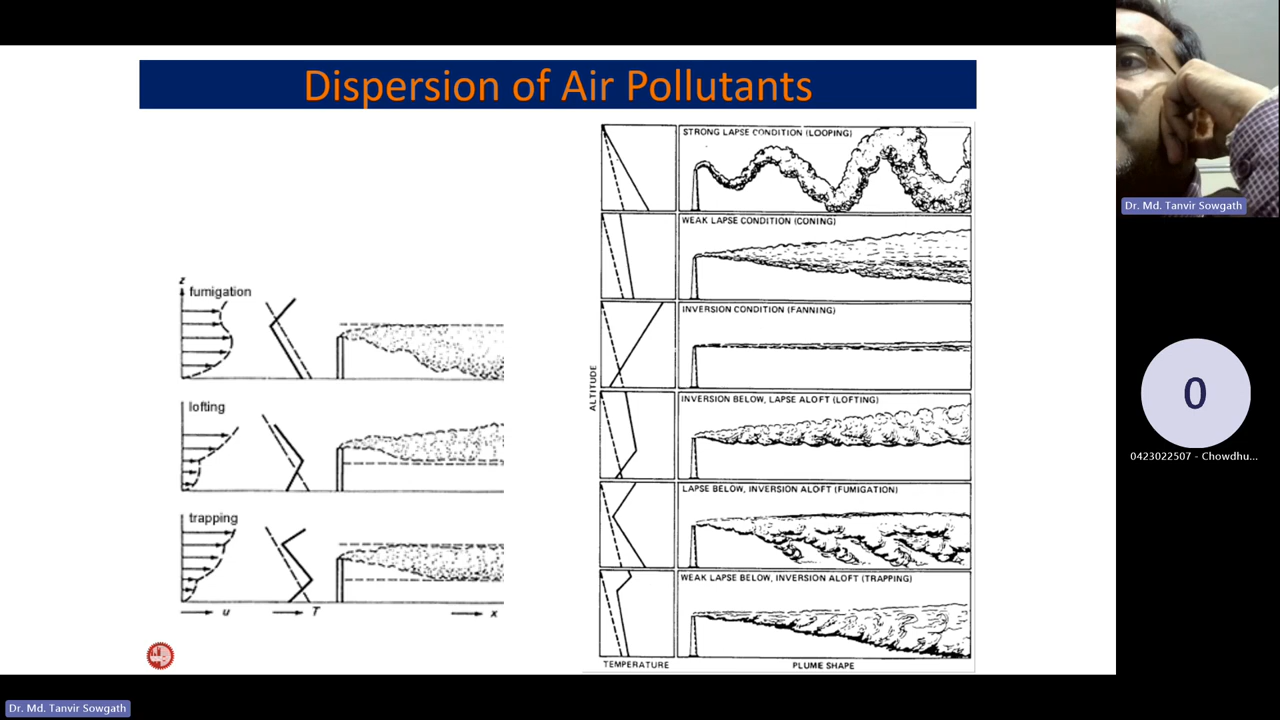 Dispersion of Air Pollutants
z
fumigation
lofting
trapping
u
T
x
ALTITUDE
STRONG LAPSE CONDITION (LOOPING)
WEAK LAPSE CONDITION (CONING)
INVERSION CONDITION (FANNING)
INVERSION BELOW, LAPSE ALOFT (LOFTING)
LAPSE BELOW, INVERSION ALOFT (FUMIGATION)
WEAK LAPSE BELOW, INVERSION ALOFT (TRAPPING)
TEMPERATURE
PLUME SHAPE
Dr. Md. Tanvir Sowgath
0
0423022507 - Chowdhu...
Dr. Md. Tanvir Sowgath